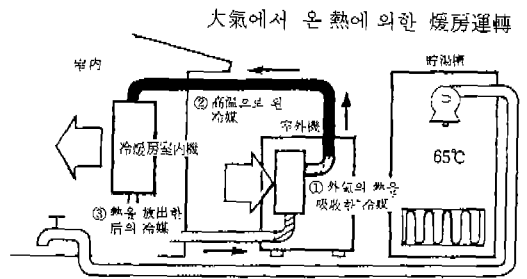 大氣에서 온 熱에 의한 煖房運轉
室内
貯湯槽
② 高溫으로 된
冷媒
室外機
冷煖房室内機
65℃
① 外氣의 熱을
吸收한 冷媒
③ 熱을 放出한
后의 冷媒